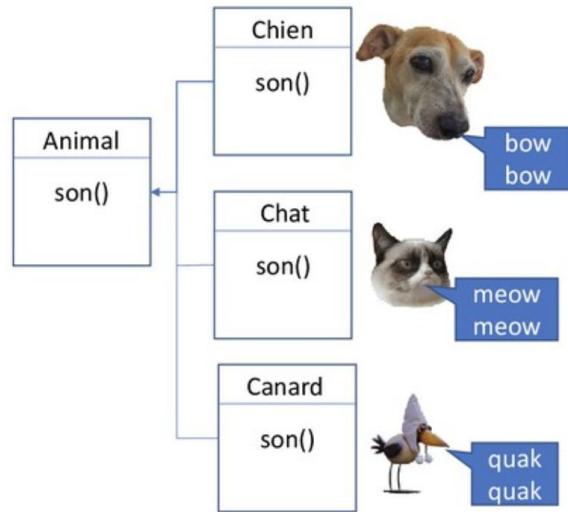 Chien
son()
bow
bow
Animal
son()
Chat
son()
meow
meow
Canard
son()
quak
quak